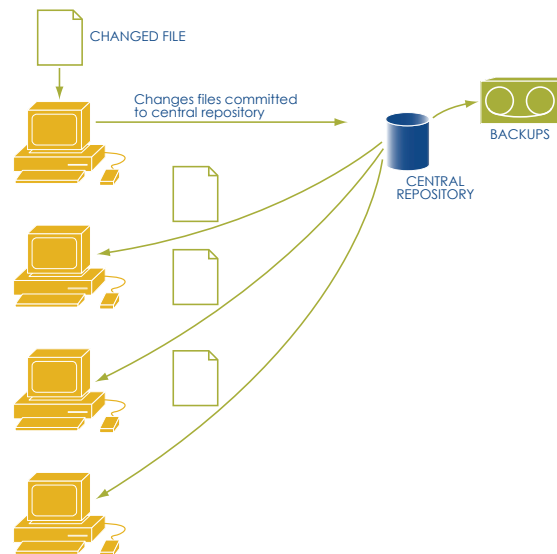 CHANGED FILE
Changes files committed
to central repository
BACKUPS
CENTRAL
REPOSITORY